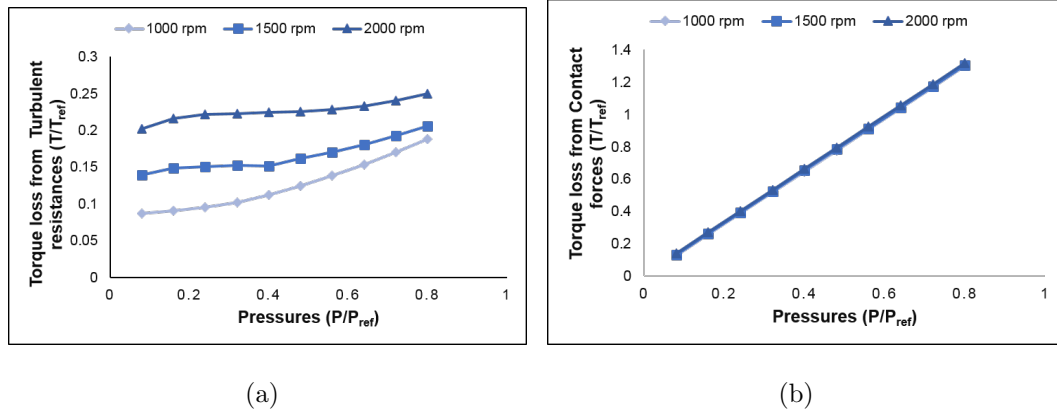 1000 rpm 1500 rpm 2000 rpm
0.3
0.25
0.2
0.15
0.1
0.05
0
0 0.2 0.4 0.6 0.8 1
Torque loss from Turbulent
resistances (T/Tref)
Pressures (P/Pref)
(a)
1000 rpm 1500 rpm 2000 rpm
1.4
1.2
1
0.8
0.6
0.4
0.2
0
0 0.2 0.4 0.6 0.8 1
Torque loss from Contact
forces (T/Tref)
Pressures (P/Pref)
(b)